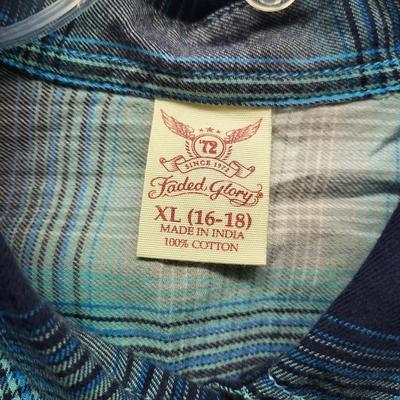 '72
SINCE 1972
Faded Glory®
XL (16-18)
MADE IN INDIA
100% COTTON